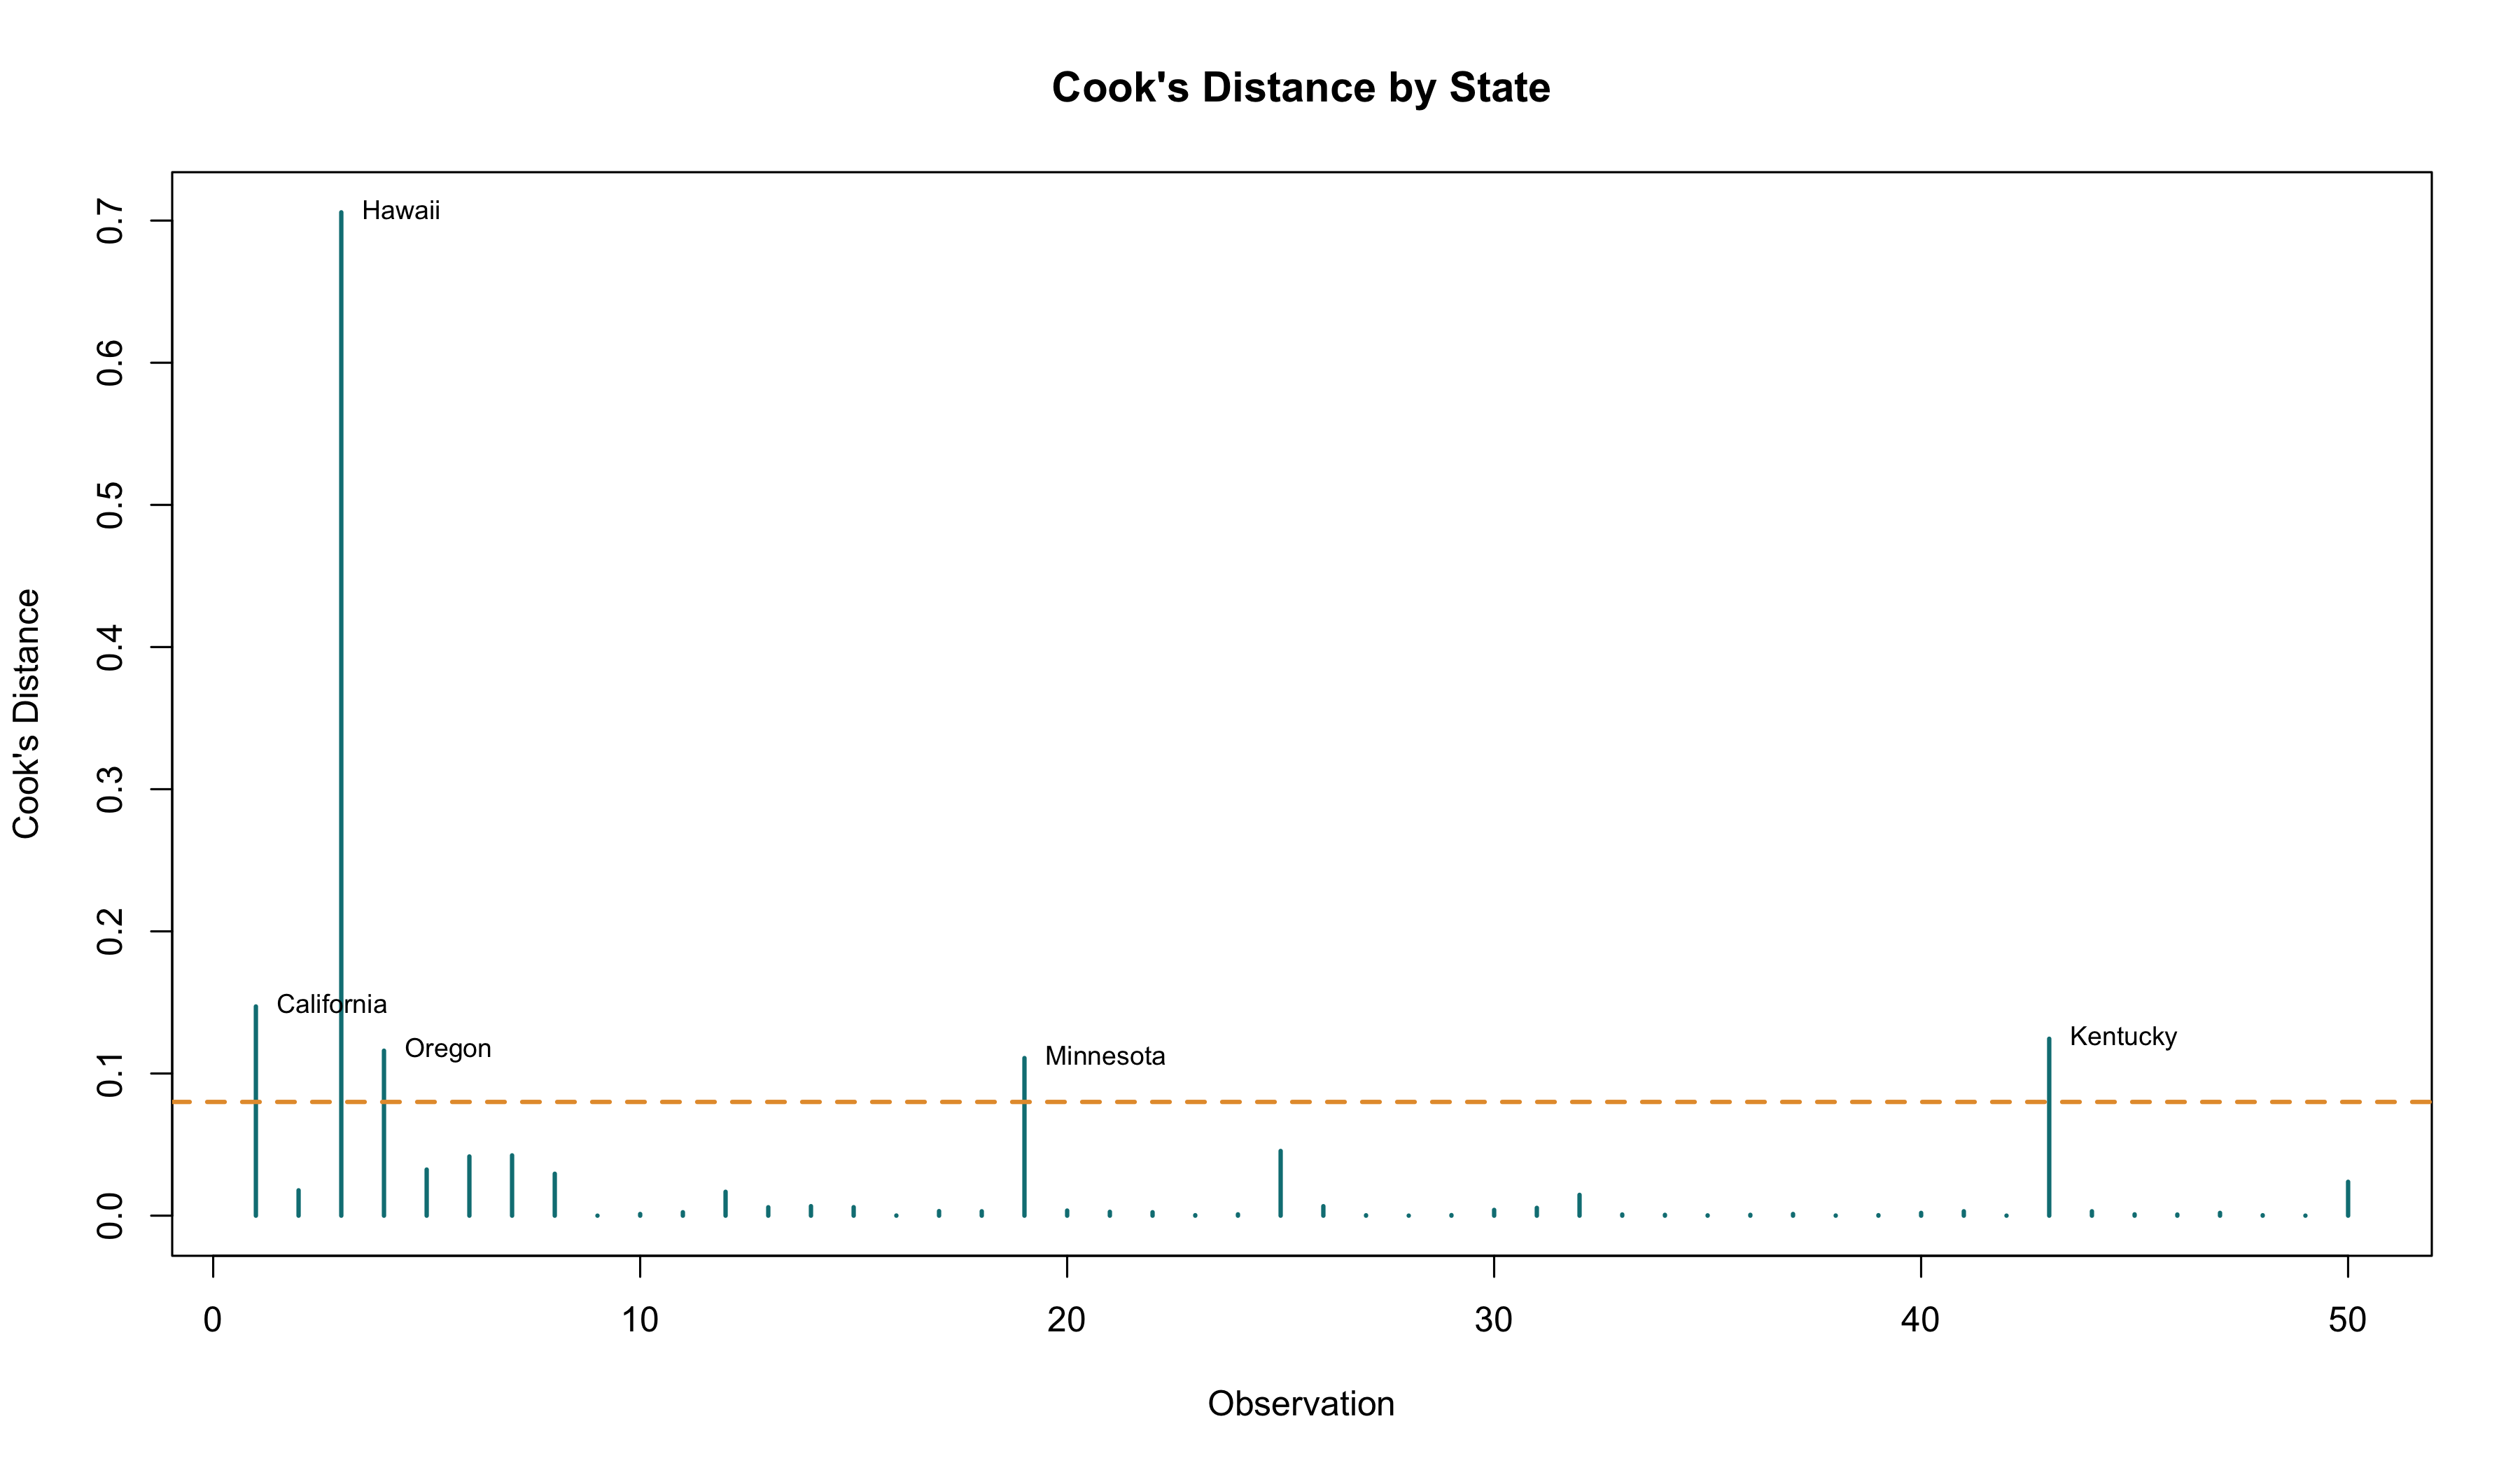 Cook's Distance by State
Cook's Distance
0.7
0.6
0.5
0.4
0.3
0.2
0.1
0.0
Hawaii
California
Oregon
Minnesota
Kentucky
0 10 20 30 40 50
Observation